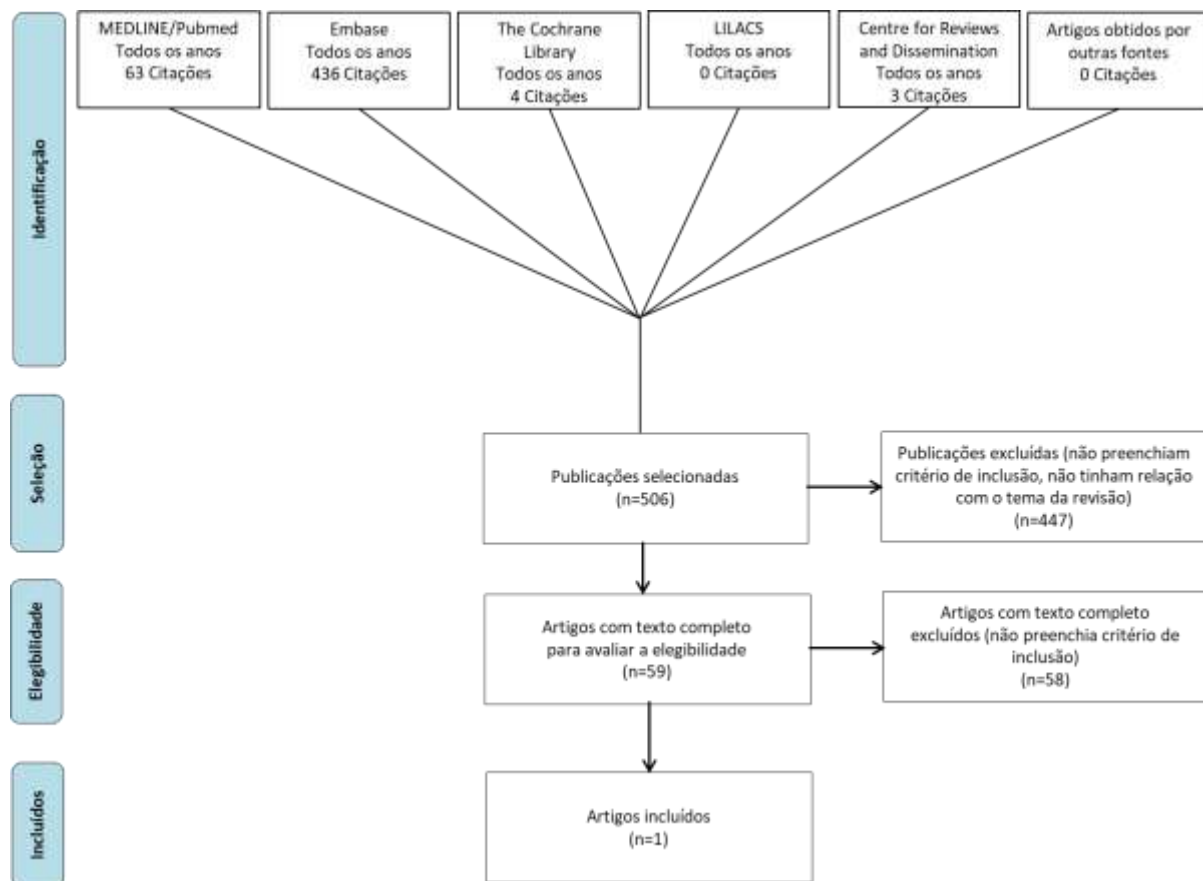 MEDLINE/Pubmed
Todos os anos
63 Citações
Embase
Todos os anos
436 Citações
The Cochrane
Library
Todos os anos
4 Citações
LILACS
Todos os anos
0 Citações
Centre for Reviews
and Dissemination
Todos os anos
3 Citações
Artigos obtidos por
outras fontes
0 Citações
Identificação
Seleção
Publicações selecionadas
(n=506)
Publicações excluídas (não preenchiam
critério de inclusão, não tinham relação
com o tema da revisão)
(n=447)
Elegibilidade
Artigos com texto completo
para avaliar a elegibilidade
(n=59)
Artigos com texto completo
excluídos (não preenchia critério de
inclusão)
(n=58)
Incluídos
Artigos incluídos
(n=1)